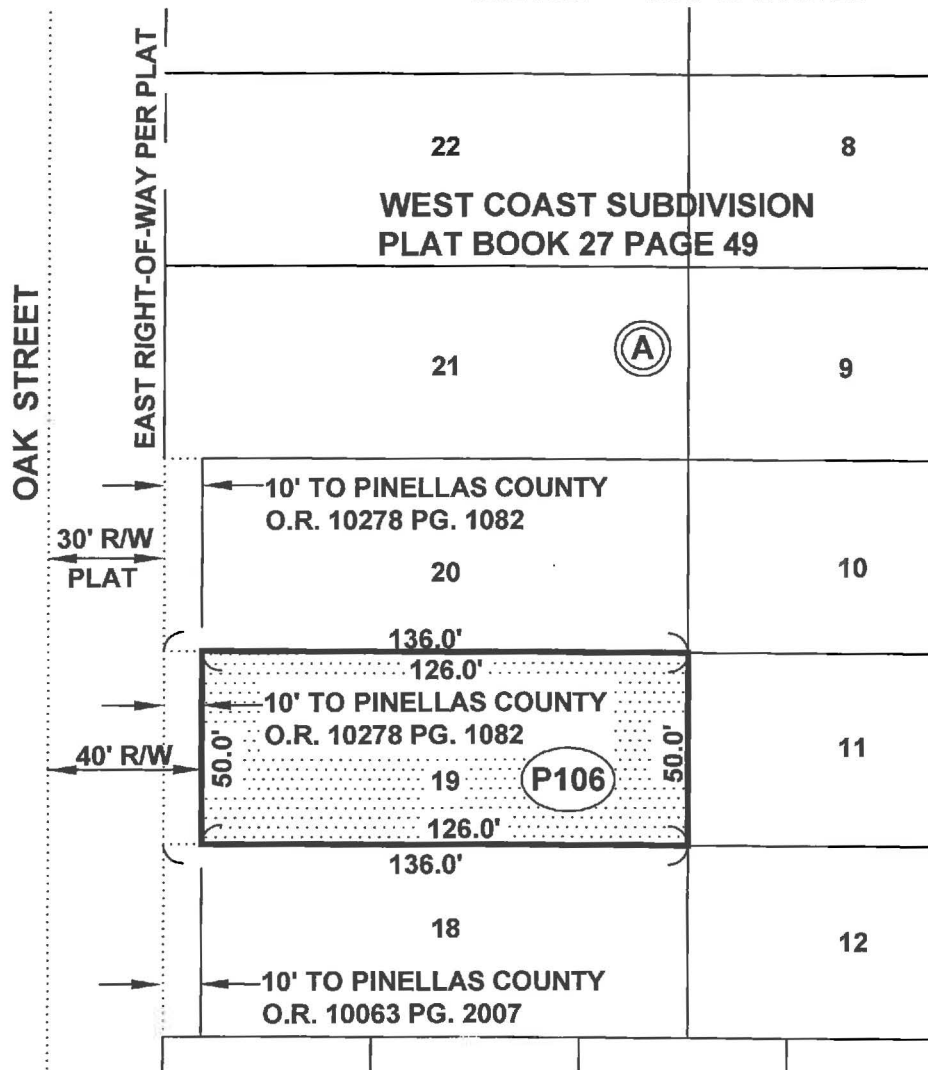 OAK STREET
EAST RIGHT-OF-WAY PER PLAT
22
8
WEST COAST SUBDIVISION
PLAT BOOK 27 PAGE 49
21
A
9
10' TO PINELLAS COUNTY
O.R. 10278 PG. 1082
30' R/W
PLAT
20
10
136.0'
126.0'
10' TO PINELLAS COUNTY
O.R. 10278 PG. 1082
40' R/W
50.0'
19
P106
50.0'
11
126.0'
136.0'
18
12
10' TO PINELLAS COUNTY
O.R. 10063 PG. 2007